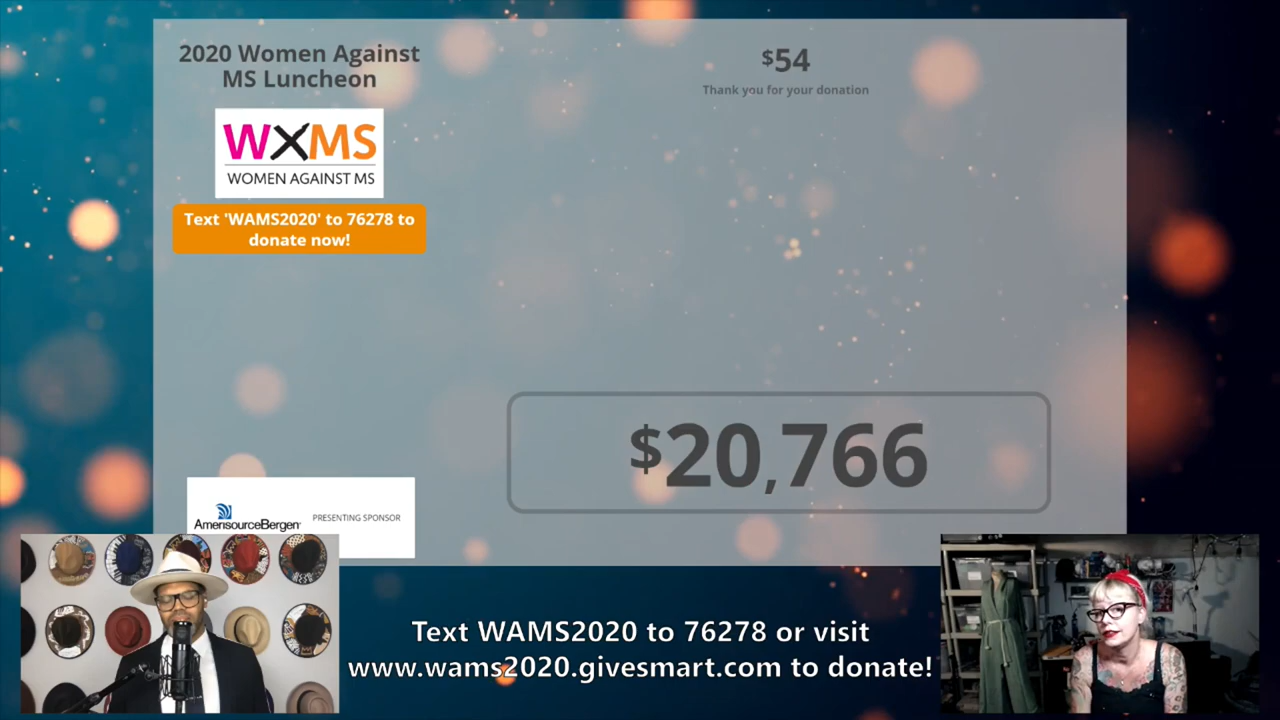 2020 Women Against
MS Luncheon
WXMS
WOMEN AGAINST MS
Text 'WAMS2020' to 76278 to
donate now!
$54
Thank you for your donation
$20,766
AmerisourceBergen
PRESENTING SPONSOR
Text WAMS2020 to 76278 or visit
www.wams2020.givesmart.com to donate!